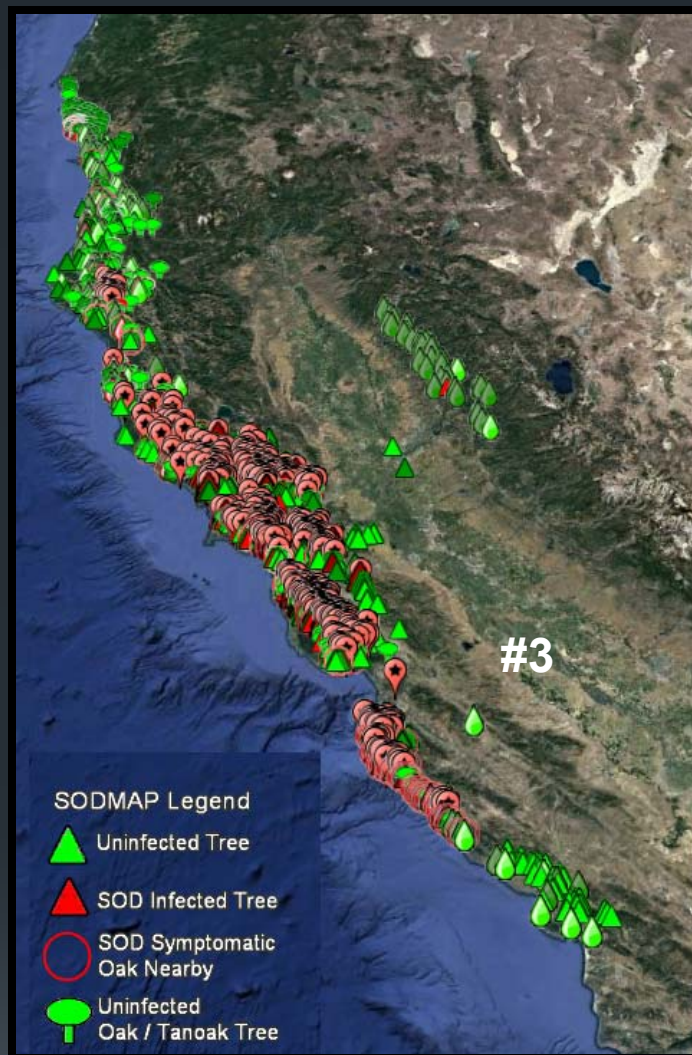 #3
SODMAP Legend
Uninfected Tree
SOD Infected Tree
SOD Symptomatic
Oak Nearby
Uninfected
Oak / Tanoak Tree